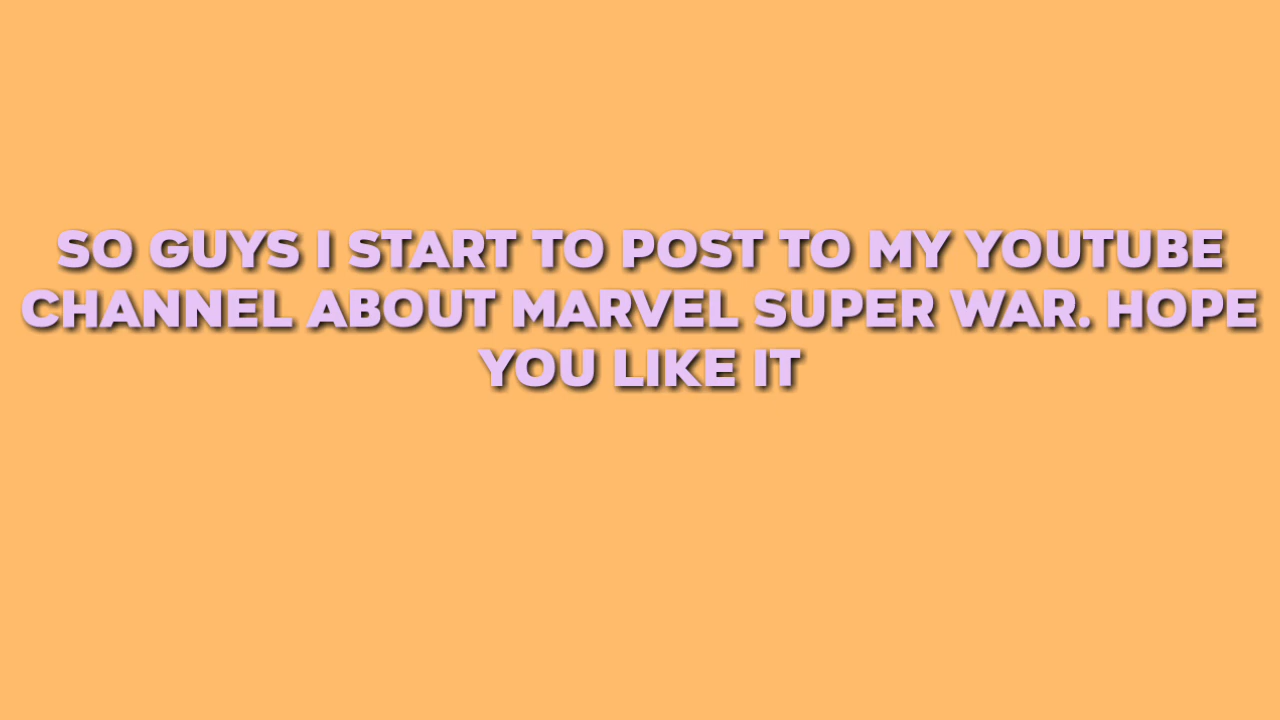 SO GUYS I START TO POST TO MY YOUTUBE
CHANNEL ABOUT MARVEL SUPER WAR. HOPE
YOU LIKE IT